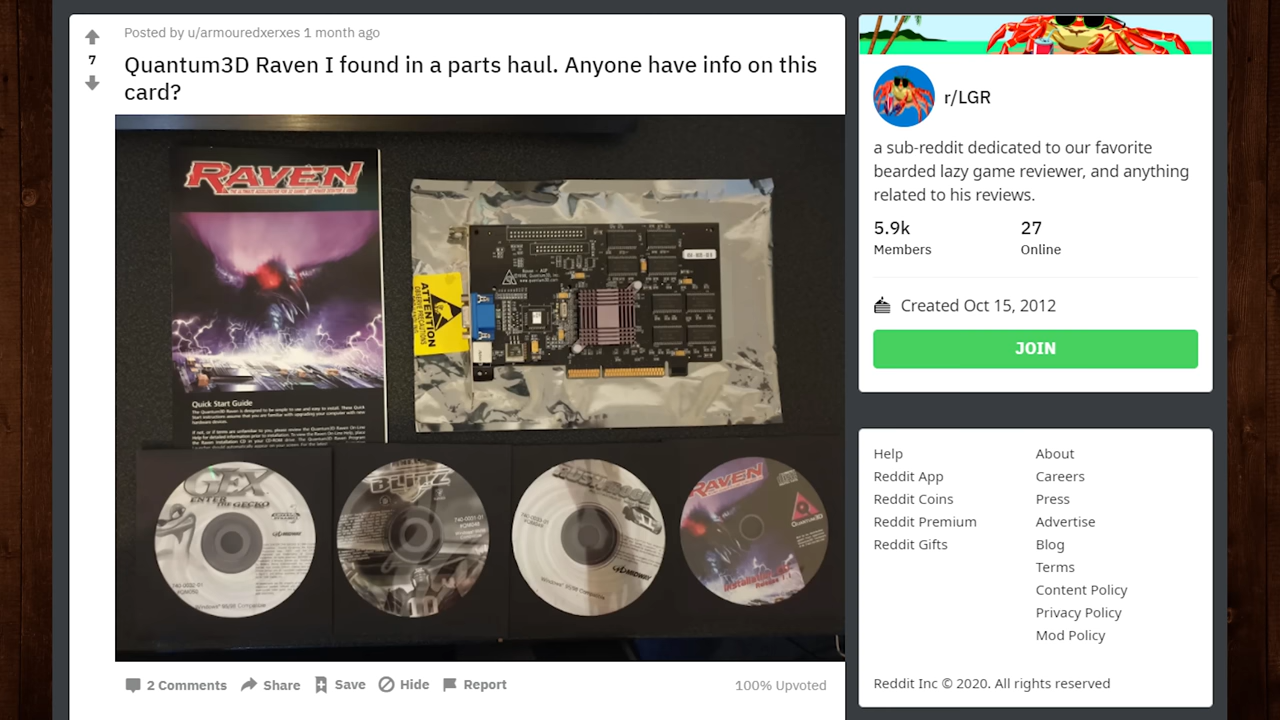 Posted by u/armouredxerxes 1 month ago
7
Quantum3D Raven I found in a parts haul. Anyone have info on this
card?
RAVEN
Quick Start Guide
ATTENTION
GEX
ENTER
THE GECKO
BLITZ
MIDWAY
RAVEN
Quantum3D
2 Comments
Share
Save
Hide
Report
100% Upvoted
r/LGR
a sub-reddit dedicated to our favorite
bearded lazy game reviewer, and anything
related to his reviews.
5.9k
27
Members
Online
Created Oct 15, 2012
JOIN
Help
About
Reddit App
Careers
Reddit Coins
Press
Reddit Premium
Advertise
Reddit Gifts
Blog
Terms
Content Policy
Privacy Policy
Mod Policy
Reddit Inc © 2020. All rights reserved